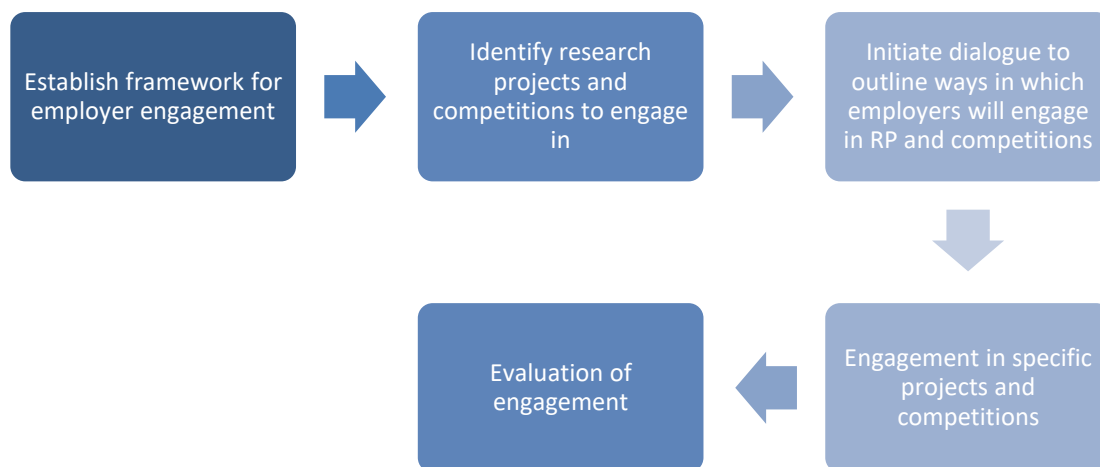 Establish framework for
employer engagement
Identify research
projects and
competitions to engage
in
Initiate dialogue to
outline ways in which
employers will engage
in RP and competitions
Engagement in specific
projects and
competitions
Evaluation of
engagement